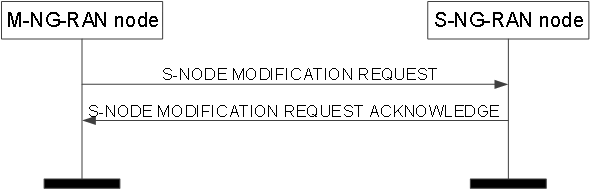 M-NG-RAN node
S-NG-RAN node
S-NODE MODIFICATION REQUEST
S-NODE MODIFICATION REQUEST ACKNOWLEDGE